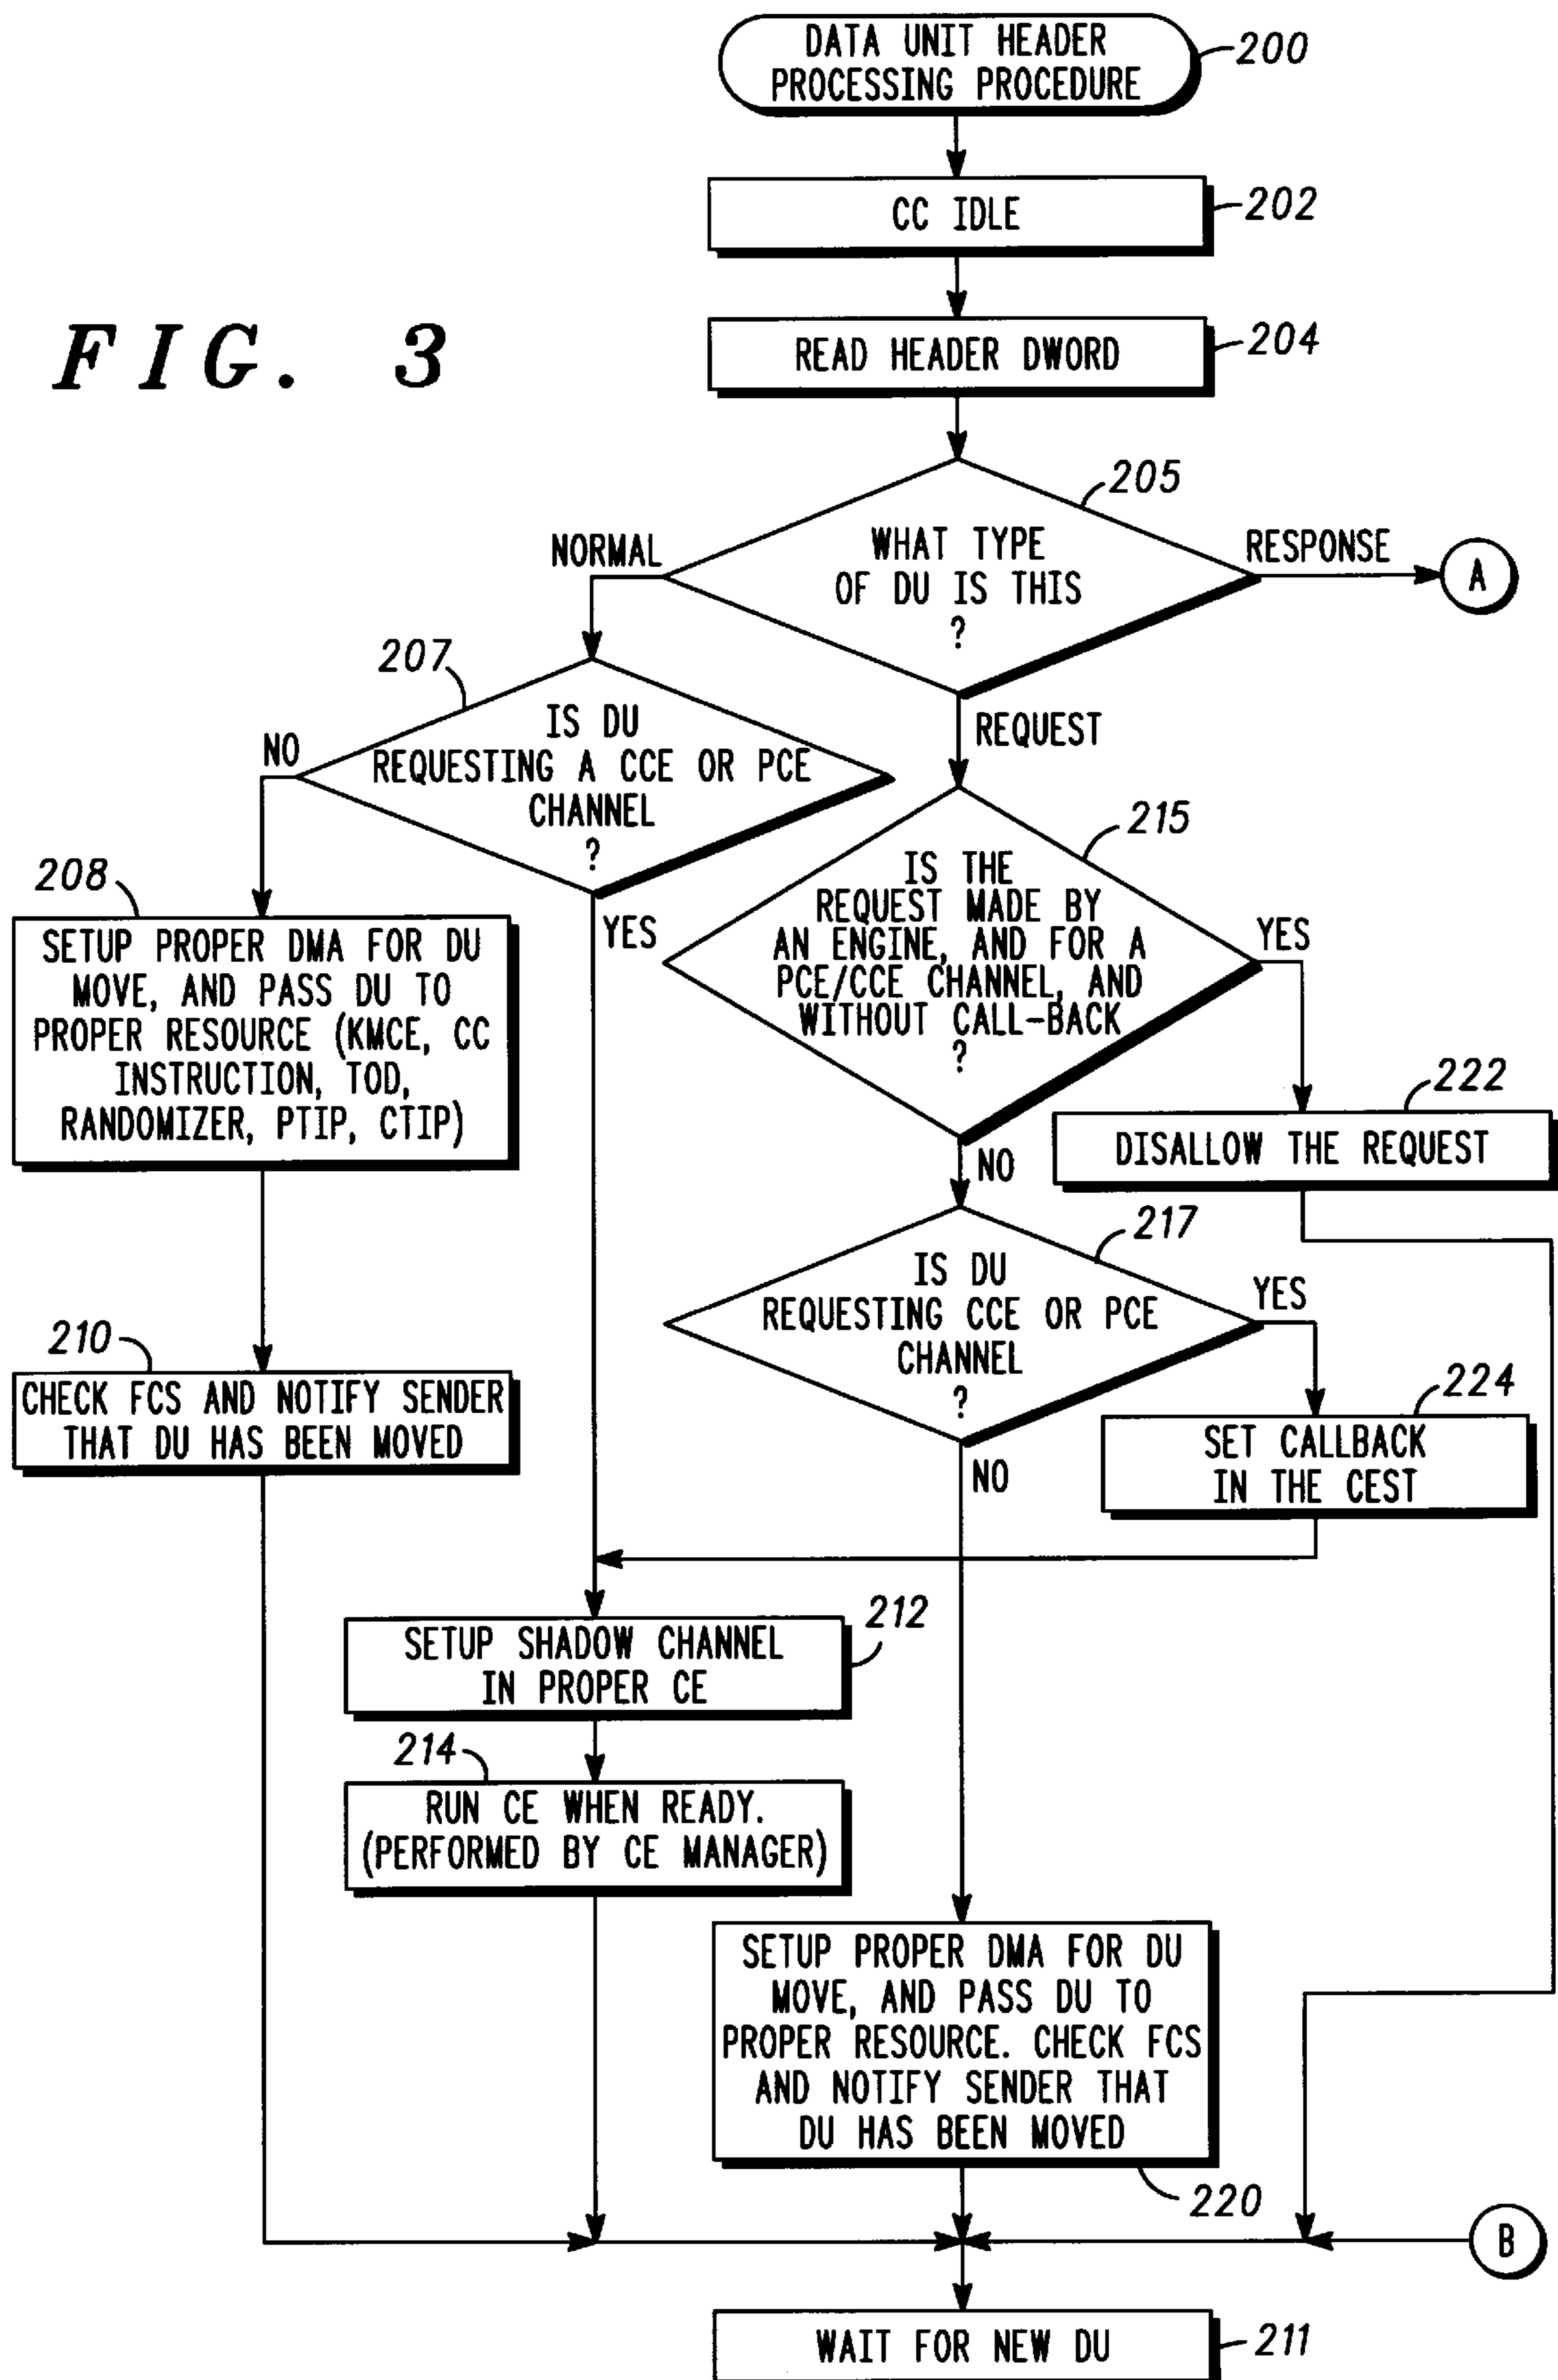 DATA UNIT HEADER
PROCESSING PROCEDURE
200
CC IDLE
202
FIG. 3
READ HEADER DWORD
204
205
WHAT TYPE
OF DU IS THIS
?
NORMAL
RESPONSE
A
REQUEST
207
IS DU
REQUESTING A CCE OR PCE
CHANNEL
?
NO
YES
215
IS THE
REQUEST MADE BY
AN ENGINE, AND FOR A
PCE/CCE CHANNEL, AND
WITHOUT CALL-BACK
?
YES
NO
208
SETUP PROPER DMA FOR DU
MOVE, AND PASS DU TO
PROPER RESOURCE (KMCE, CC
INSTRUCTION, TOD,
RANDOMIZER, PTIP, CTIP)
222
DISALLOW THE REQUEST
217
IS DU
REQUESTING CCE OR PCE
CHANNEL
?
YES
NO
210
CHECK FCS AND NOTIFY SENDER
THAT DU HAS BEEN MOVED
224
SET CALLBACK
IN THE CEST
212
SETUP SHADOW CHANNEL
IN PROPER CE
214
RUN CE WHEN READY.
(PERFORMED BY CE MANAGER)
SETUP PROPER DMA FOR DU
MOVE, AND PASS DU TO
PROPER RESOURCE. CHECK FCS
AND NOTIFY SENDER THAT
DU HAS BEEN MOVED
220
B
WAIT FOR NEW DU
211